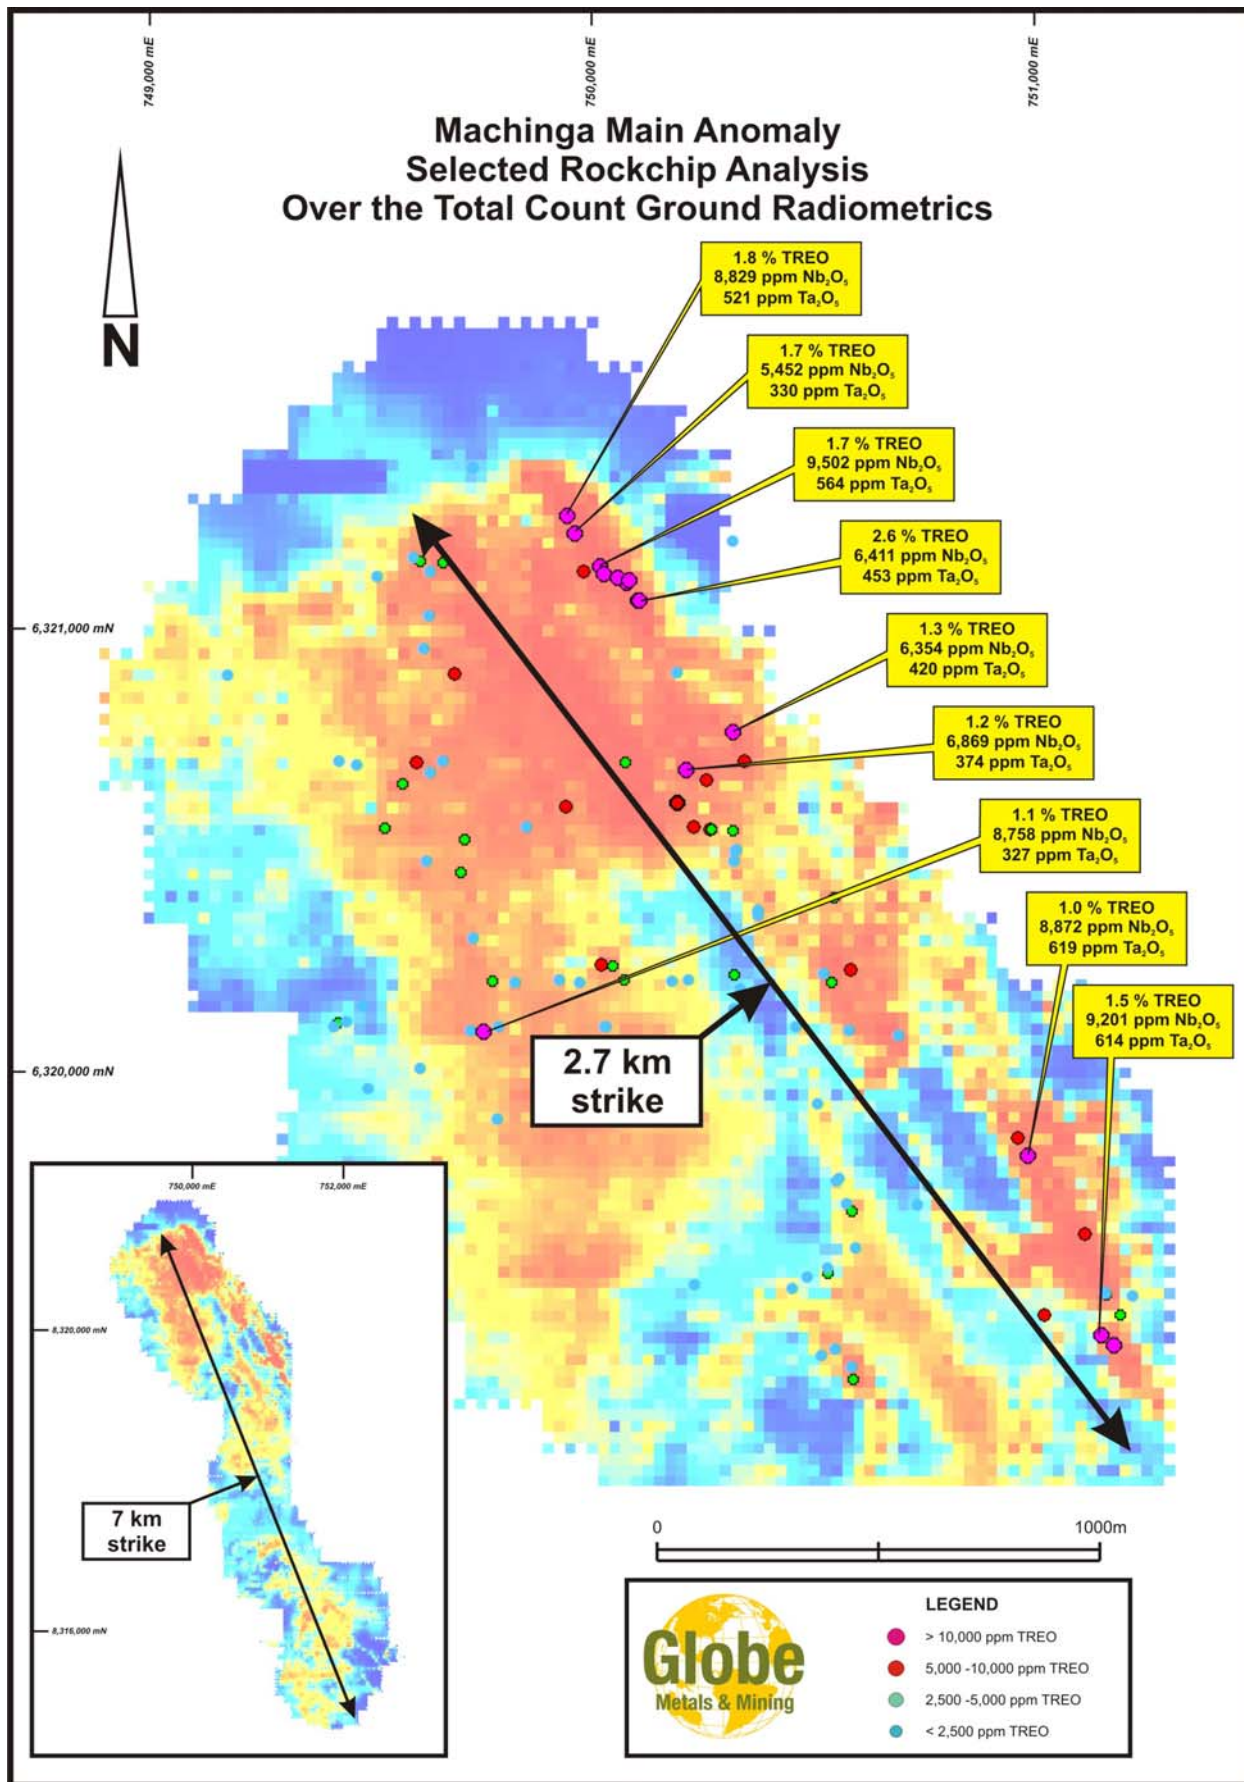 749,000 mE
750,000 mE
751,000 mE
Machinga Main Anomaly
Selected Rockchip Analysis
Over the Total Count Ground Radiometrics
N
1.8 % TREO
8,829 ppm Nb₂O₅
521 ppm Ta₂O₅
1.7 % TREO
5,452 ppm Nb₂O₅
330 ppm Ta₂O₅
1.7 % TREO
9,502 ppm Nb₂O₅
564 ppm Ta₂O₅
2.6 % TREO
6,411 ppm Nb₂O₅
453 ppm Ta₂O₅
6,321,000 mN
1.3 % TREO
6,354 ppm Nb₂O₅
420 ppm Ta₂O₅
1.2 % TREO
6,869 ppm Nb₂O₅
374 ppm Ta₂O₅
1.1 % TREO
8,758 ppm Nb₂O₅
327 ppm Ta₂O₅
1.0 % TREO
8,872 ppm Nb₂O₅
619 ppm Ta₂O₅
1.5 % TREO
9,201 ppm Nb₂O₅
614 ppm Ta₂O₅
6,320,000 mN
2.7 km
strike
750,000 mE
752,000 mE
8,320,000 mN
7 km
strike
8,316,000 mN
0
1000m
Globe
Metals & Mining
LEGEND
> 10,000 ppm TREO
5,000 -10,000 ppm TREO
2,500 -5,000 ppm TREO
< 2,500 ppm TREO